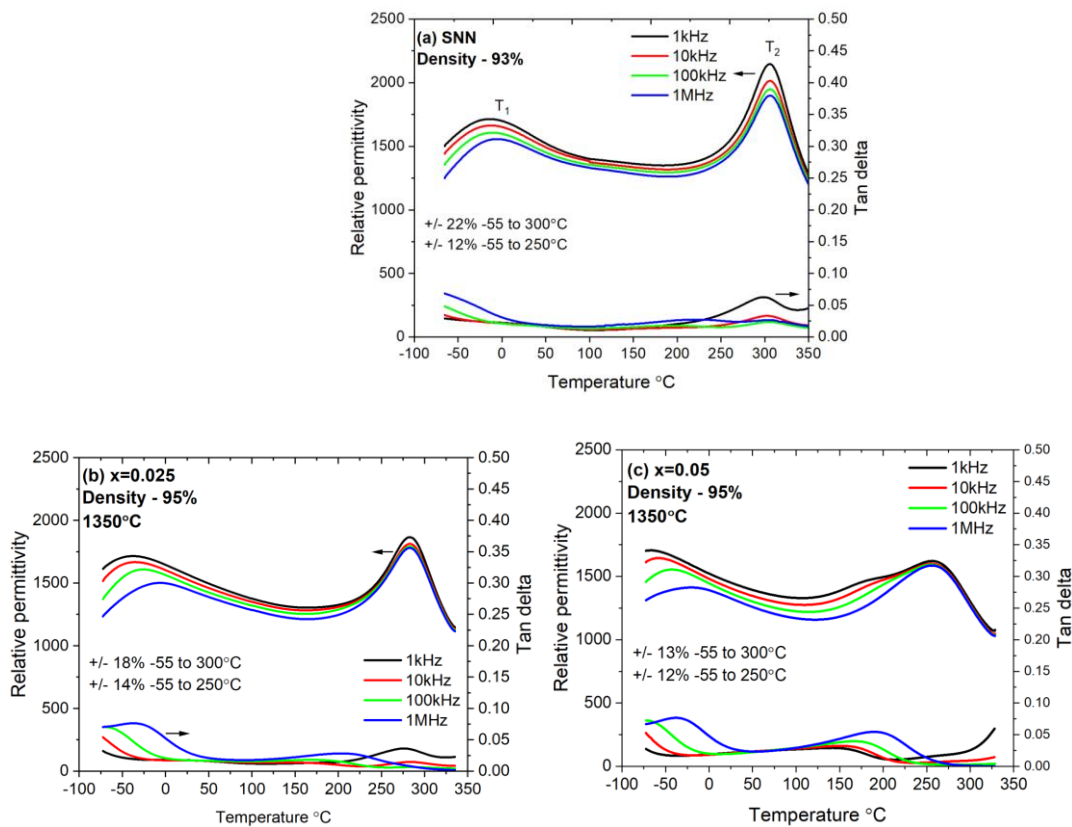 (a) SNN
Density - 93%
1kHz
10kHz
100kHz
1MHz
T₁
T₂
+/- 22% -55 to 300°C
+/- 12% -55 to 250°C
Relative permittivity
2500
2000
1500
1000
500
0
Tan delta
0.50
0.45
0.40
0.35
0.30
0.25
0.20
0.15
0.10
0.05
0.00
-100 -50 0 50 100 150 200 250 300 350
Temperature °C
(b) x=0.025
Density - 95%
1350°C
+/- 18% -55 to 300°C
+/- 14% -55 to 250°C
1kHz
10kHz
100kHz
1MHz
Relative permittivity
2500
2000
1500
1000
500
0
Tan delta
0.50
0.45
0.40
0.35
0.30
0.25
0.20
0.15
0.10
0.05
0.00
-100 -50 0 50 100 150 200 250 300 350
Temperature °C
(c) x=0.05
Density - 95%
1350°C
1kHz
10kHz
100kHz
1MHz
+/- 13% -55 to 300°C
+/- 12% -55 to 250°C
Relative permittivity
2500
2000
1500
1000
500
0
Tan delta
0.50
0.45
0.40
0.35
0.30
0.25
0.20
0.15
0.10
0.05
0.00
-100 -50 0 50 100 150 200 250 300 350
Temperature °C